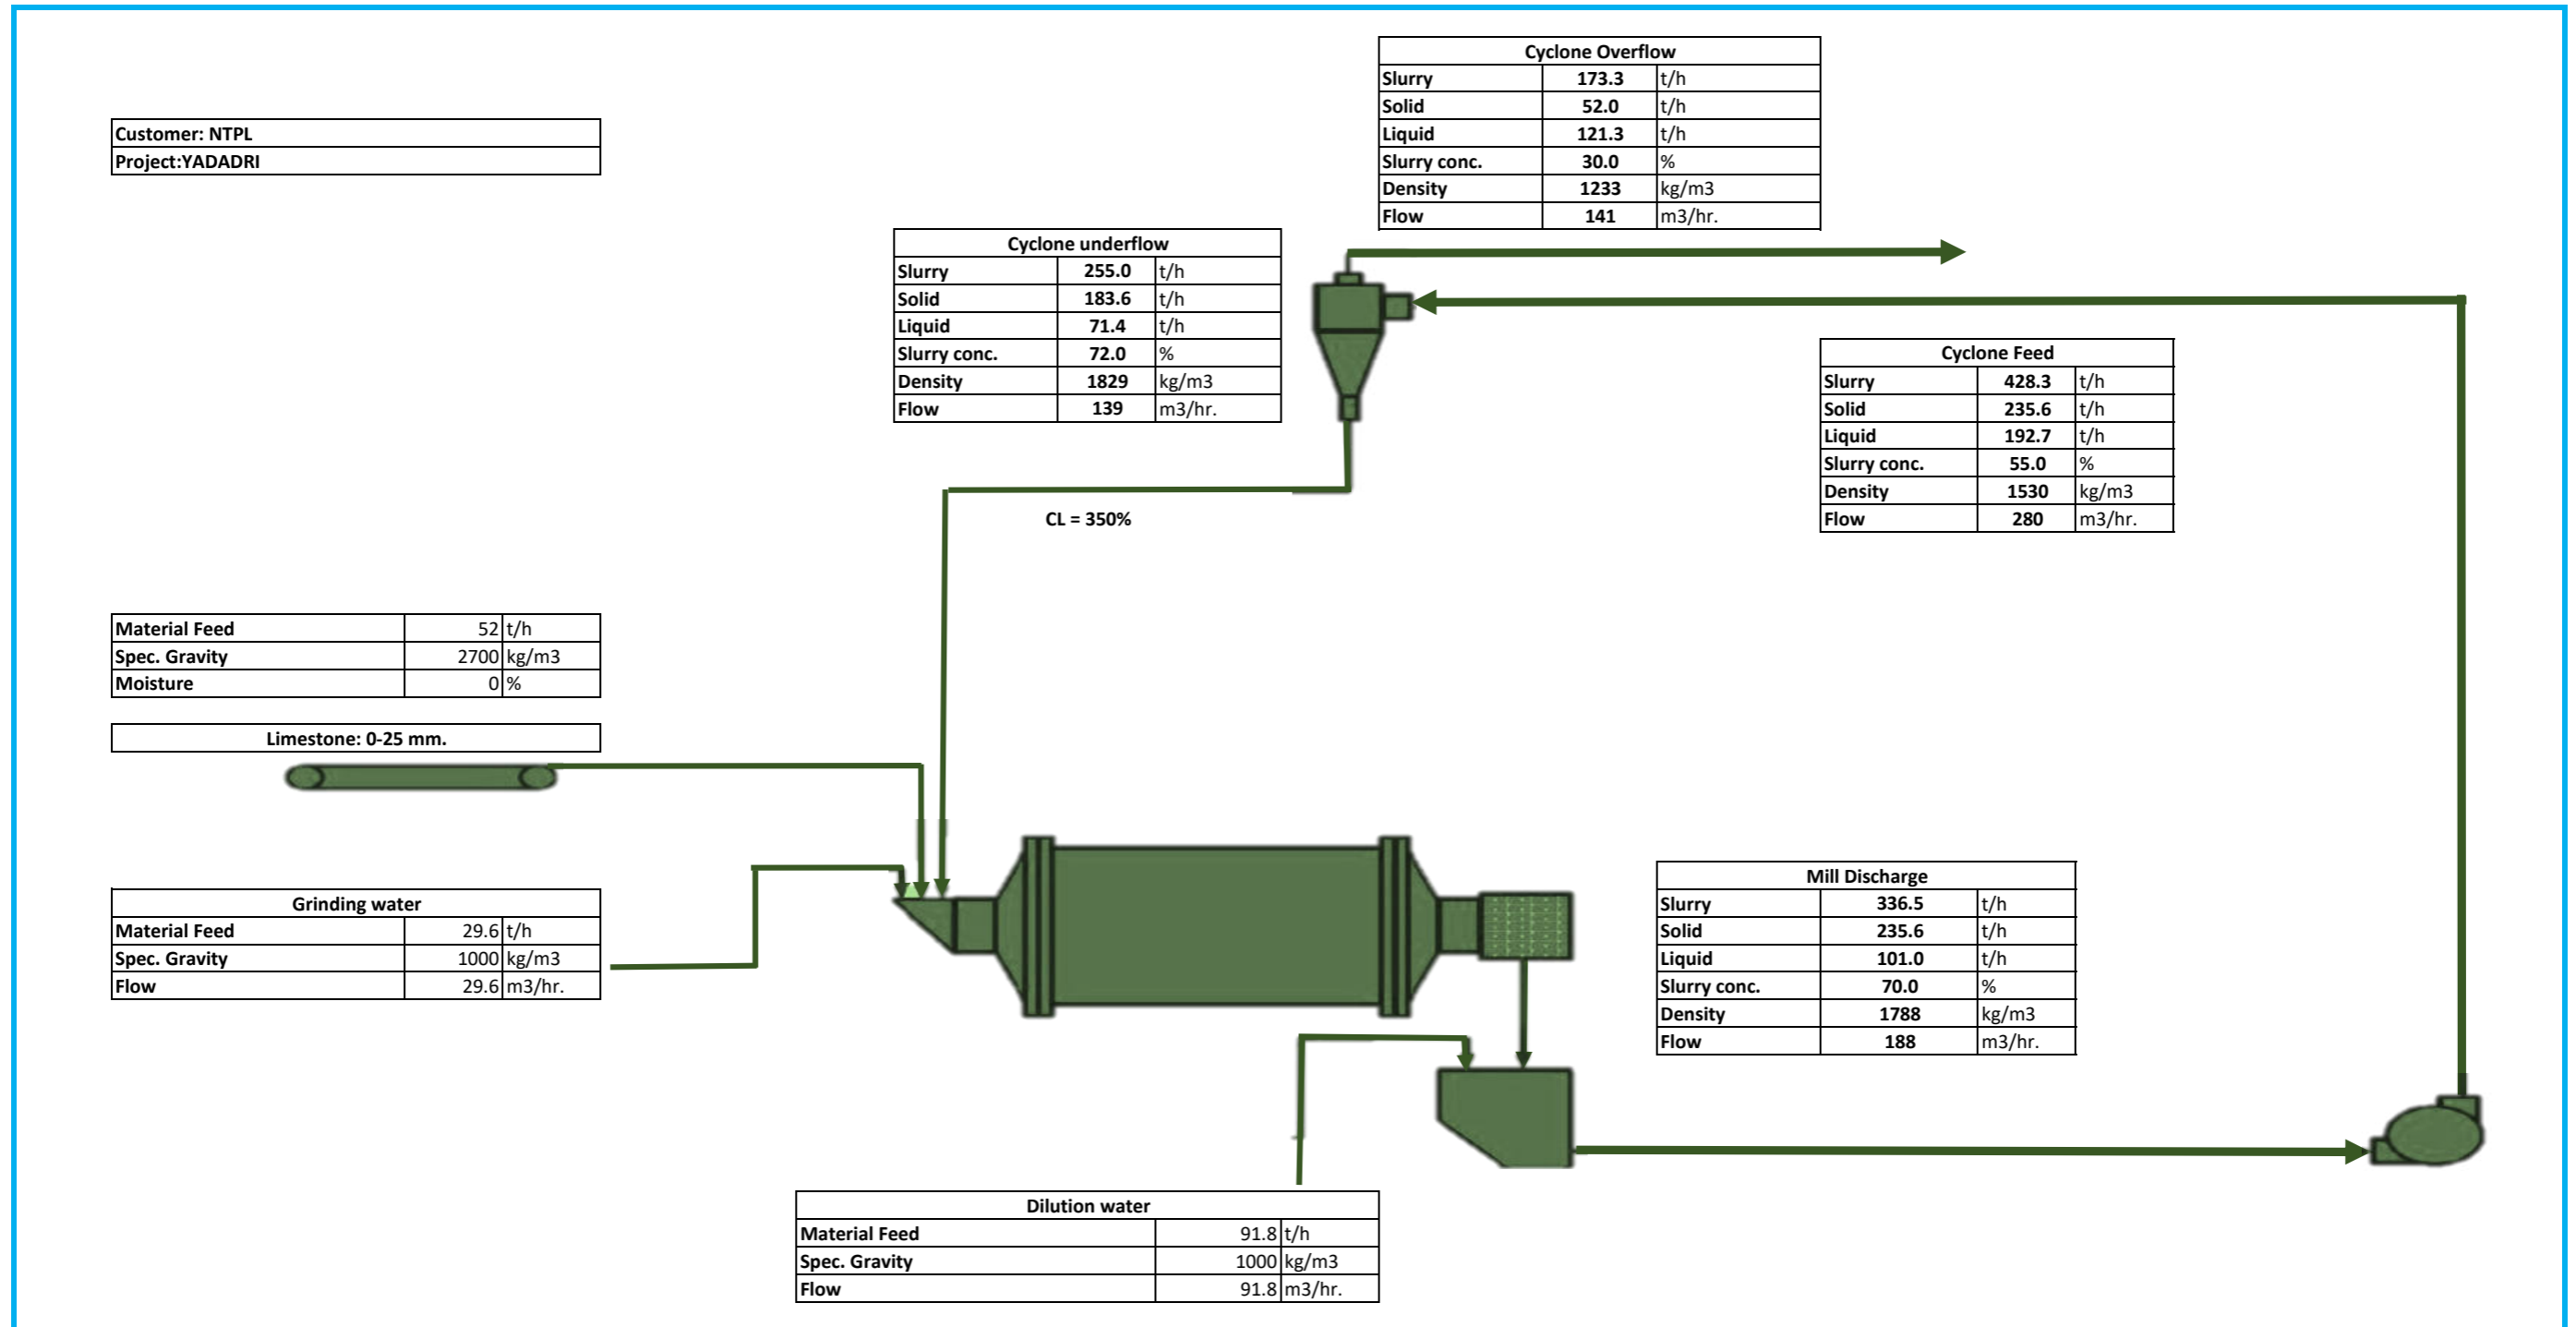 Customer: NTPL
Project:YADADRI
Cyclone Overflow
Slurry 173.3 t/h
Solid 52.0 t/h
Liquid 121.3 t/h
Slurry conc. 30.0 %
Density 1233 kg/m3
Flow 141 m3/hr.
Cyclone underflow
Slurry 255.0 t/h
Solid 183.6 t/h
Liquid 71.4 t/h
Slurry conc. 72.0 %
Density 1829 kg/m3
Flow 139 m3/hr.
Cyclone Feed
Slurry 428.3 t/h
Solid 235.6 t/h
Liquid 192.7 t/h
Slurry conc. 55.0 %
Density 1530 kg/m3
Flow 280 m3/hr.
CL = 350%
Material Feed 52 t/h
Spec. Gravity 2700 kg/m3
Moisture 0 %
Limestone: 0-25 mm.
Grinding water
Material Feed 29.6 t/h
Spec. Gravity 1000 kg/m3
Flow 29.6 m3/hr.
Mill Discharge
Slurry 336.5 t/h
Solid 235.6 t/h
Liquid 101.0 t/h
Slurry conc. 70.0 %
Density 1788 kg/m3
Flow 188 m3/hr.
Dilution water
Material Feed 91.8 t/h
Spec. Gravity 1000 kg/m3
Flow 91.8 m3/hr.